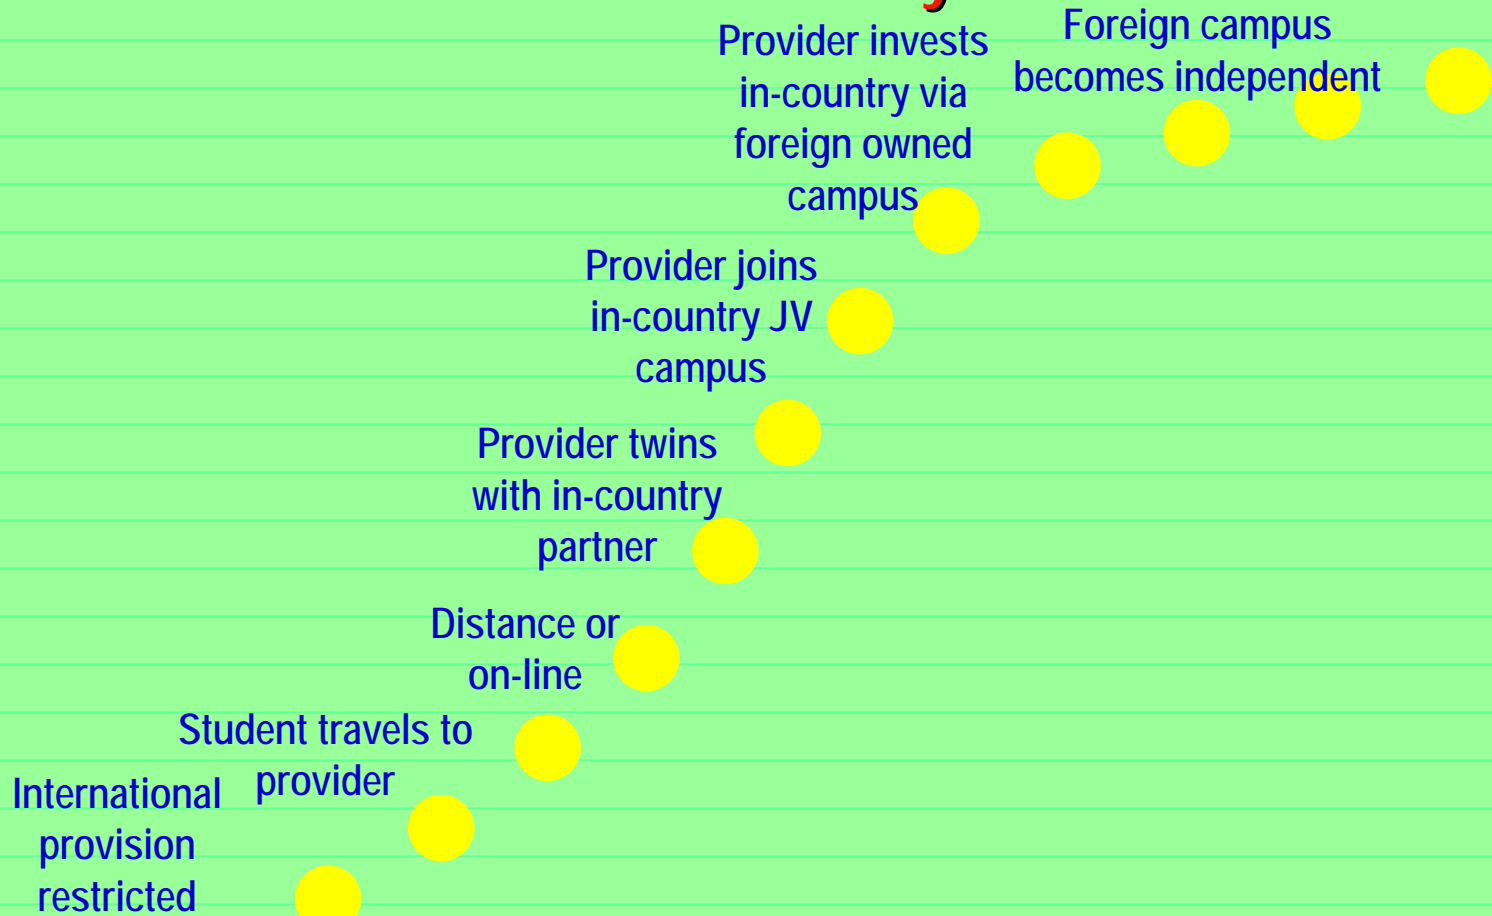 Foreign campus
becomes independent
Provider invests
in-country via
foreign owned
campus
Provider joins
in-country JV
campus
Provider twins
with in-country
partner
Distance or
on-line
Student travels to
provider
International
provision
restricted